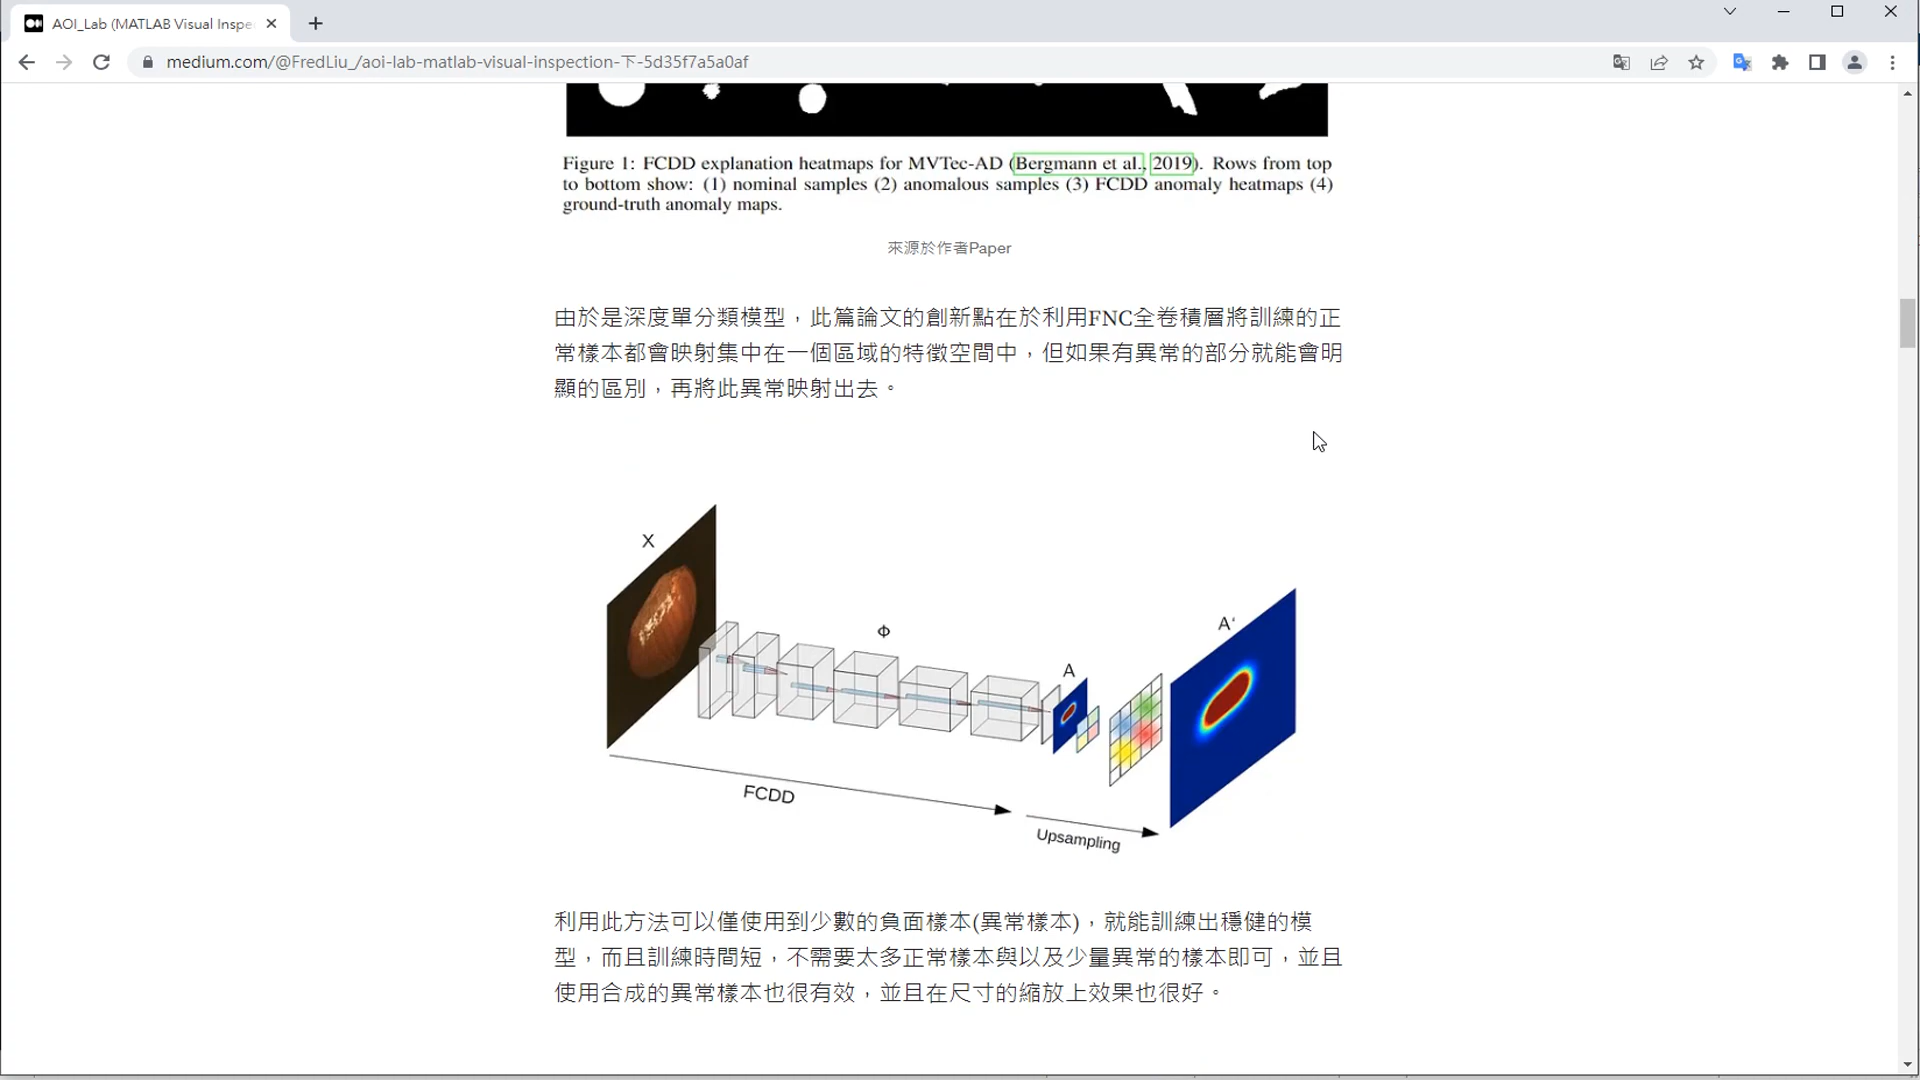 AOI_Lab (MATLAB Visual Inspe
medium.com/@FredLiu_/aoi-lab-matlab-visual-inspection-下-5d35f7a5a0af
Figure 1: FCDD explanation heatmaps for MVTec-AD (Bergmann et al., 2019). Rows from top
to bottom show: (1) nominal samples (2) anomalous samples (3) FCDD anomaly heatmaps (4)
ground-truth anomaly maps.
來源於作者Paper
由於是深度單分類模型，此篇論文的創新點在於利用FNC全卷積層將訓練的正
常樣本都會映射集中在一個區域的特徵空間中，但如果有異常的部分就能會明
顯的區別，再將此異常映射出去。
X
Φ
A
A'
FCDD
Upsampling
利用此方法可以僅使用到少數的負面樣本(異常樣本)，就能訓練出穩健的模
型，而且訓練時間短，不需要太多正常樣本與以及少量異常的樣本即可，並且
使用合成的異常樣本也很有效，並且在尺寸的縮放上效果也很好。